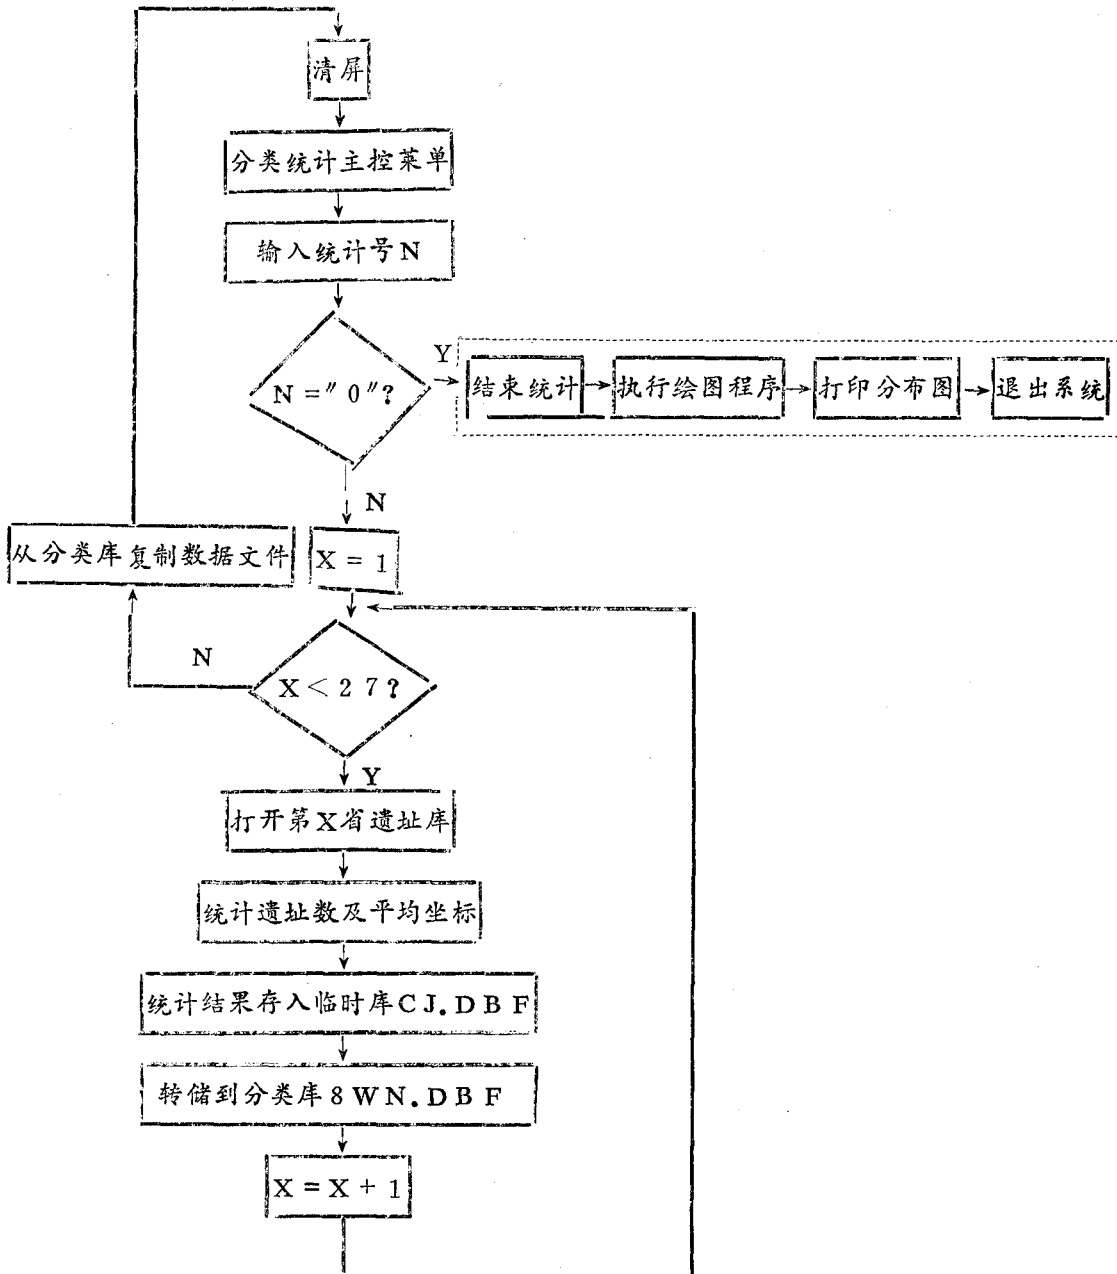 清屏
分类统计主控菜单
输入统计号N
N="0"?
Y
结束统计
执行绘图程序
打印分布图
退出系统
N
从分类库复制数据文件
X=1
N
X<27?
Y
打开第X省遗址库
统计遗址数及平均坐标
统计结果存入临时库CJ.DBF
转储到分类库8WN.DBF
X=X+1